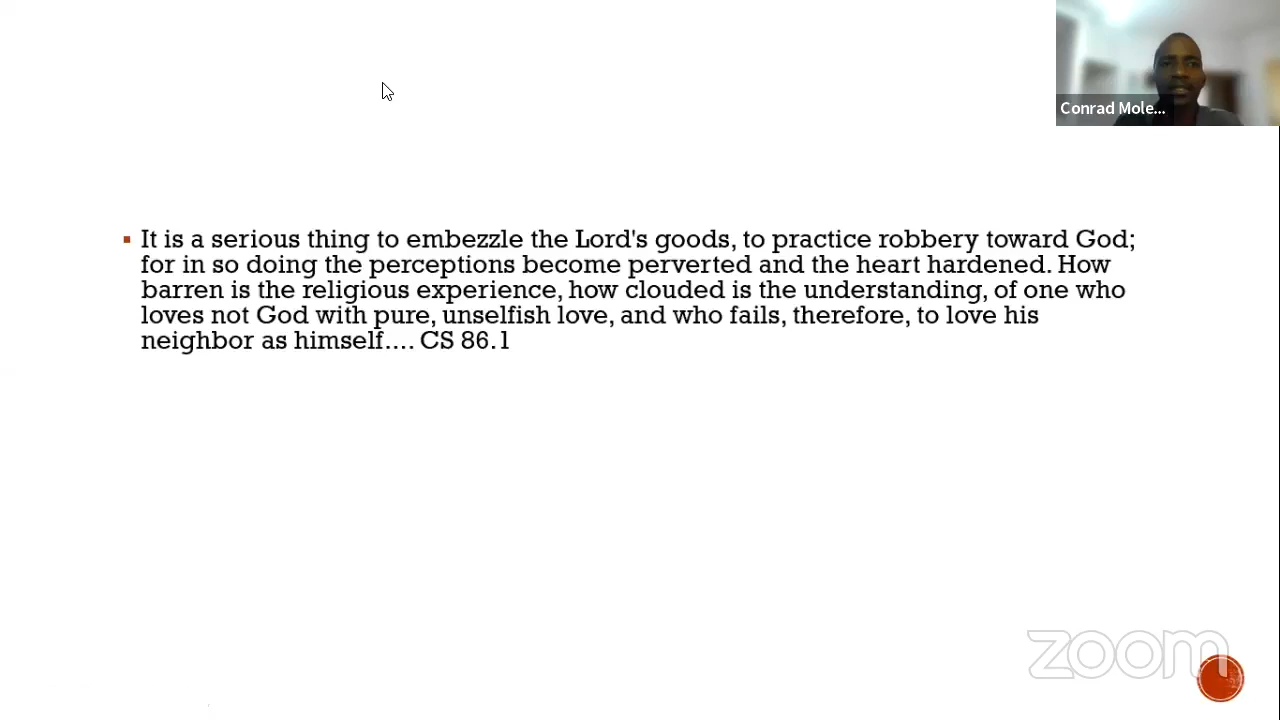 Conrad Mole...
▪ It is a serious thing to embezzle the Lord's goods, to practice robbery toward God;
for in so doing the perceptions become perverted and the heart hardened. How
barren is the religious experience, how clouded is the understanding, of one who
loves not God with pure, unselfish love, and who fails, therefore, to love his
neighbor as himself.... CS 86.1
zoom